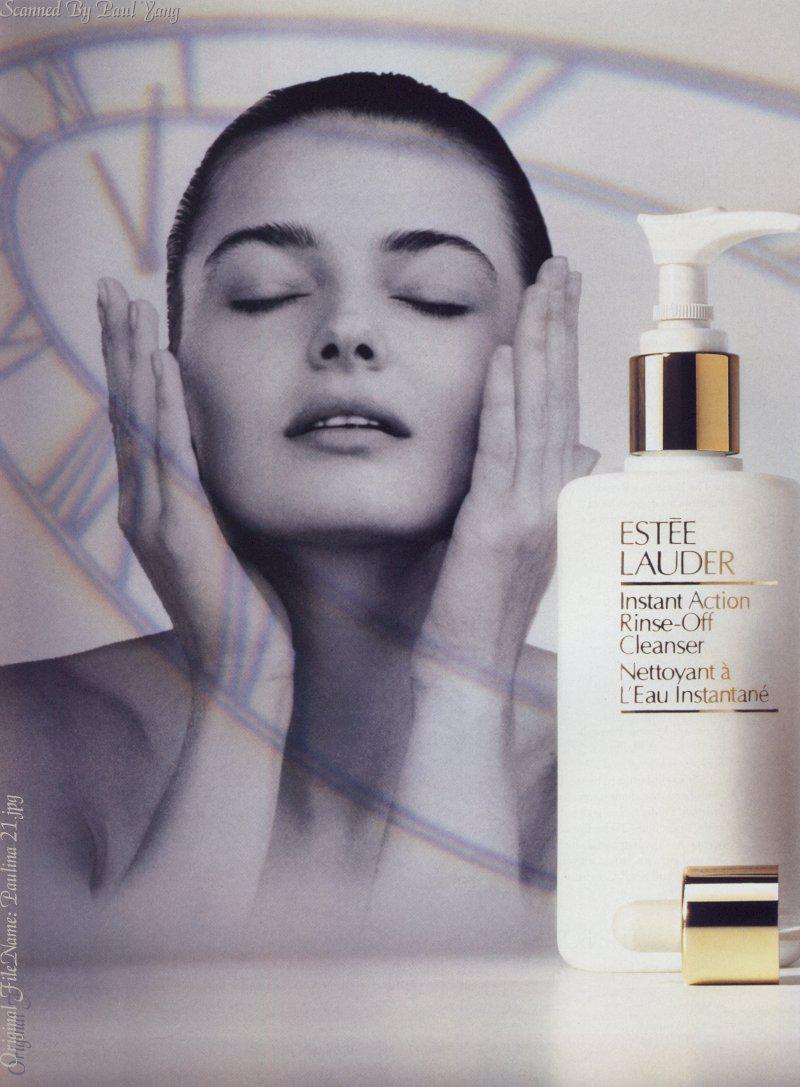 Scanned By Paul Yang
ESTĒE
LAUDER
Instant Action
Rinse-Off
Cleanser
Nettoyant à
L'Eau Instantané
Original FileName: Paulina 21.jpg